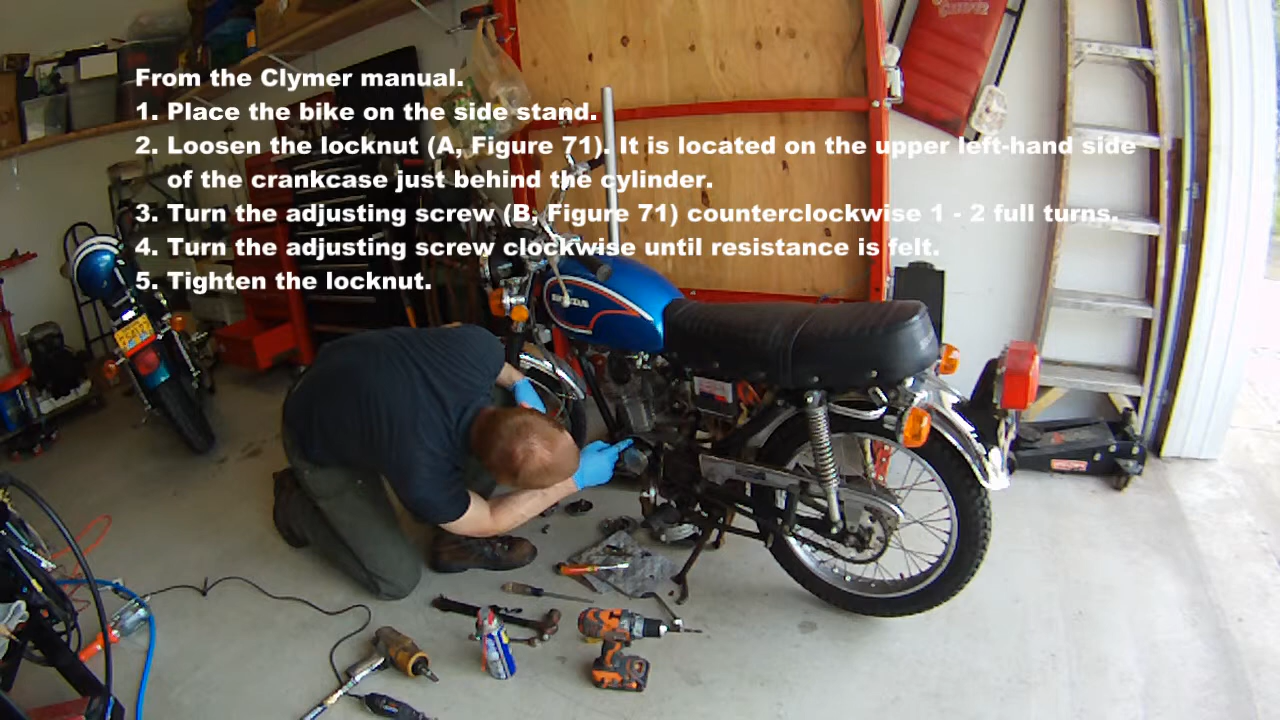 From the Clymer manual.
1. Place the bike on the side stand.
2. Loosen the locknut (A, Figure 71). It is located on the upper left-hand side
of the crankcase just behind the cylinder.
3. Turn the adjusting screw (B, Figure 71) counterclockwise 1 - 2 full turns.
4. Turn the adjusting screw clockwise until resistance is felt.
5. Tighten the locknut.
HONDA